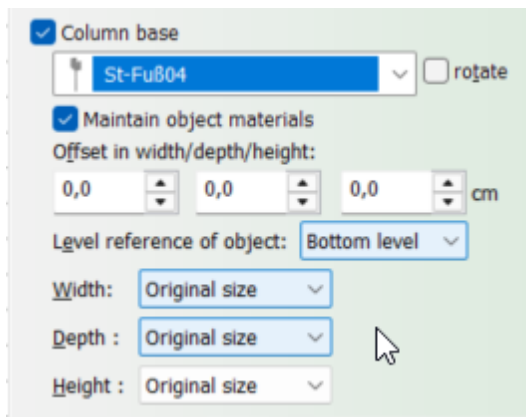 Column base
St-Fuß04 rotate
Maintain object materials
Offset in width/depth/height:
0,0 0,0 0,0 cm
Level reference of object: Bottom level
Width: Original size
Depth : Original size
Height : Original size